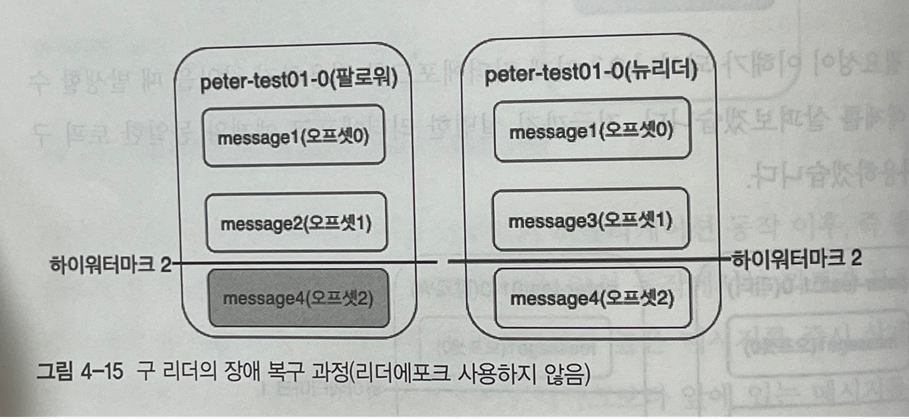 peter-test01-0(팔로워)
message1(오프셋0)
message2(오프셋1)
message4(오프셋2)
peter-test01-0(뉴리더)
message1(오프셋0)
message3(오프셋1)
message4(오프셋2)
하이워터마크 2
하이워터마크 2
그림 4-15 구 리더의 장애 복구 과정(리더에포크 사용하지 않음)